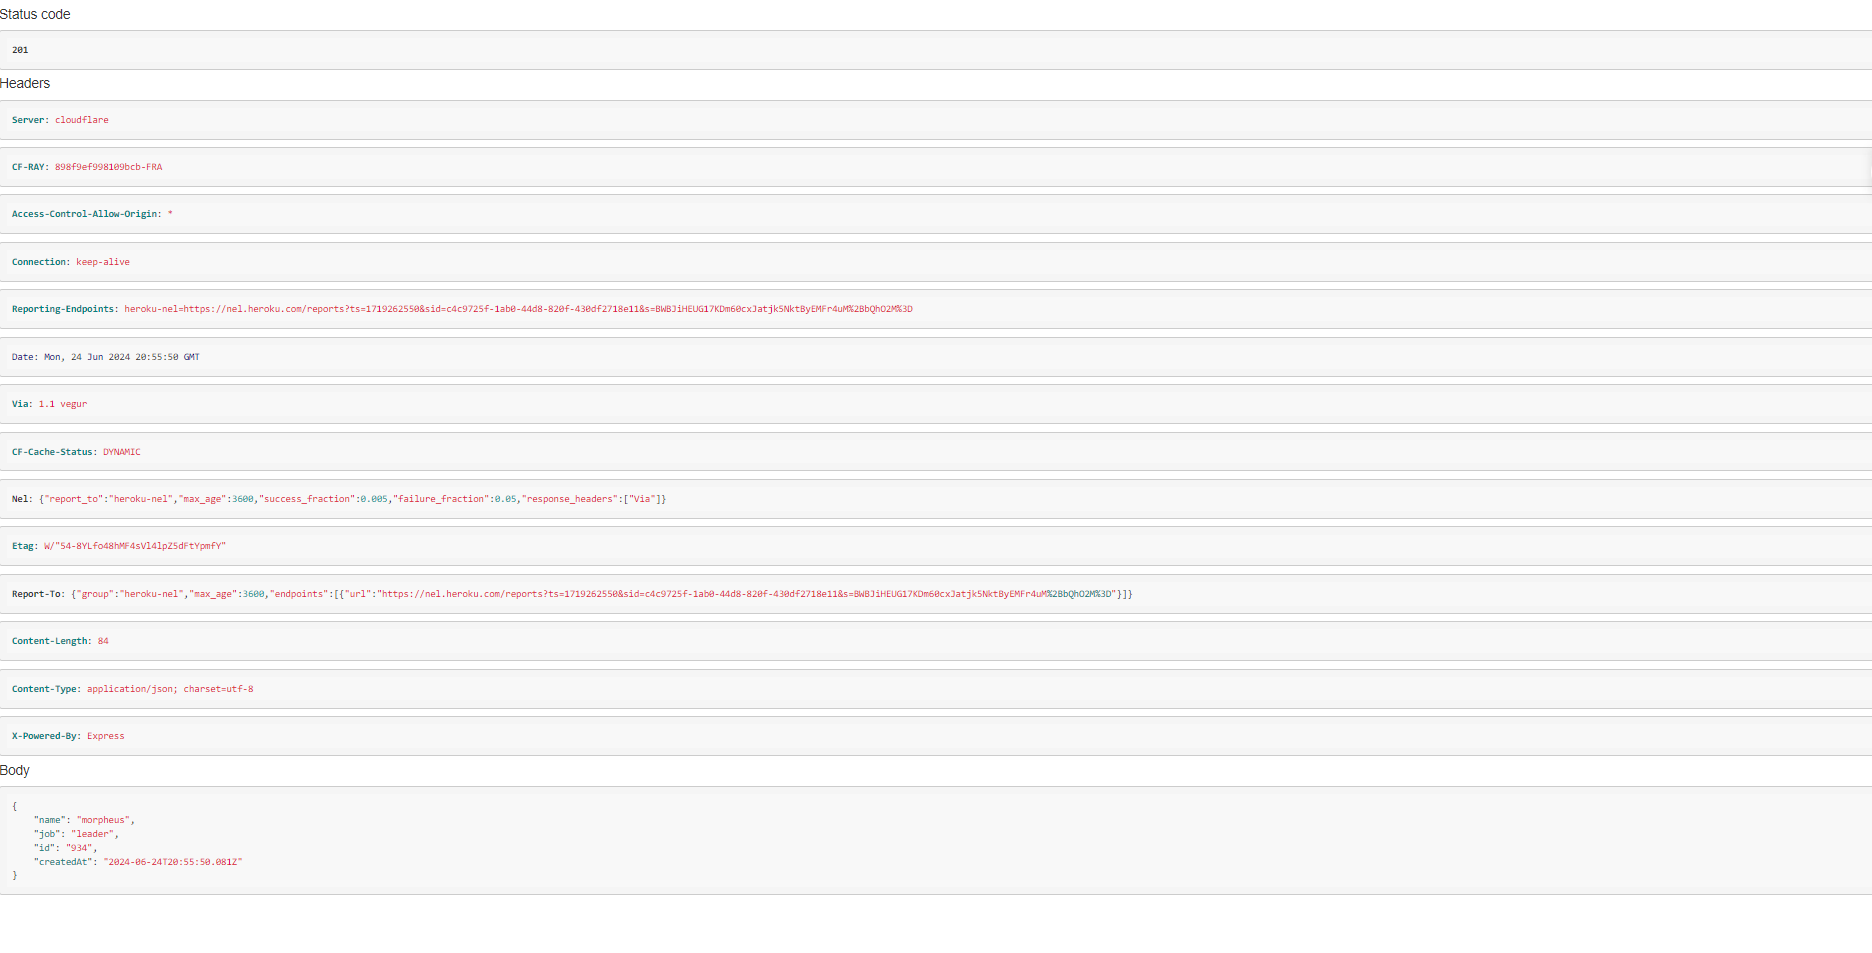 Status code
201
Headers
Server: cloudflare
CF-RAY: 898f9ef998109bcb-FRA
Access-Control-Allow-Origin: *
Connection: keep-alive
Reporting-Endpoints: heroku-nel=https://nel.heroku.com/reports?ts=1719262550&sid=c4c9725f-1ab0-44d8-820f-430df2718e11&s=BWBJiHEUG17KDm60cxJatjk5NktByEMFr4uM%2BbQhO2M%3D
Date: Mon, 24 Jun 2024 20:55:50 GMT
Via: 1.1 vegur
CF-Cache-Status: DYNAMIC
Nel: {"report_to":"heroku-nel","max_age":3600,"success_fraction":0.005,"failure_fraction":0.05,"response_headers":["Via"]}
Etag: W/"54-8YLfo48hMF4sVl4lpZ5dFtYpmfY"
Report-To: {"group":"heroku-nel","max_age":3600,"endpoints":[{"url":"https://nel.heroku.com/reports?ts=1719262550&sid=c4c9725f-1ab0-44d8-820f-430df2718e11&s=BWBJiHEUG17KDm60cxJatjk5NktByEMFr4uM%2BbQhO2M%3D"}]}
Content-Length: 84
Content-Type: application/json; charset=utf-8
X-Powered-By: Express
Body
{
    "name": "morpheus",
    "job": "leader",
    "id": "934",
    "createdAt": "2024-06-24T20:55:50.081Z"
}